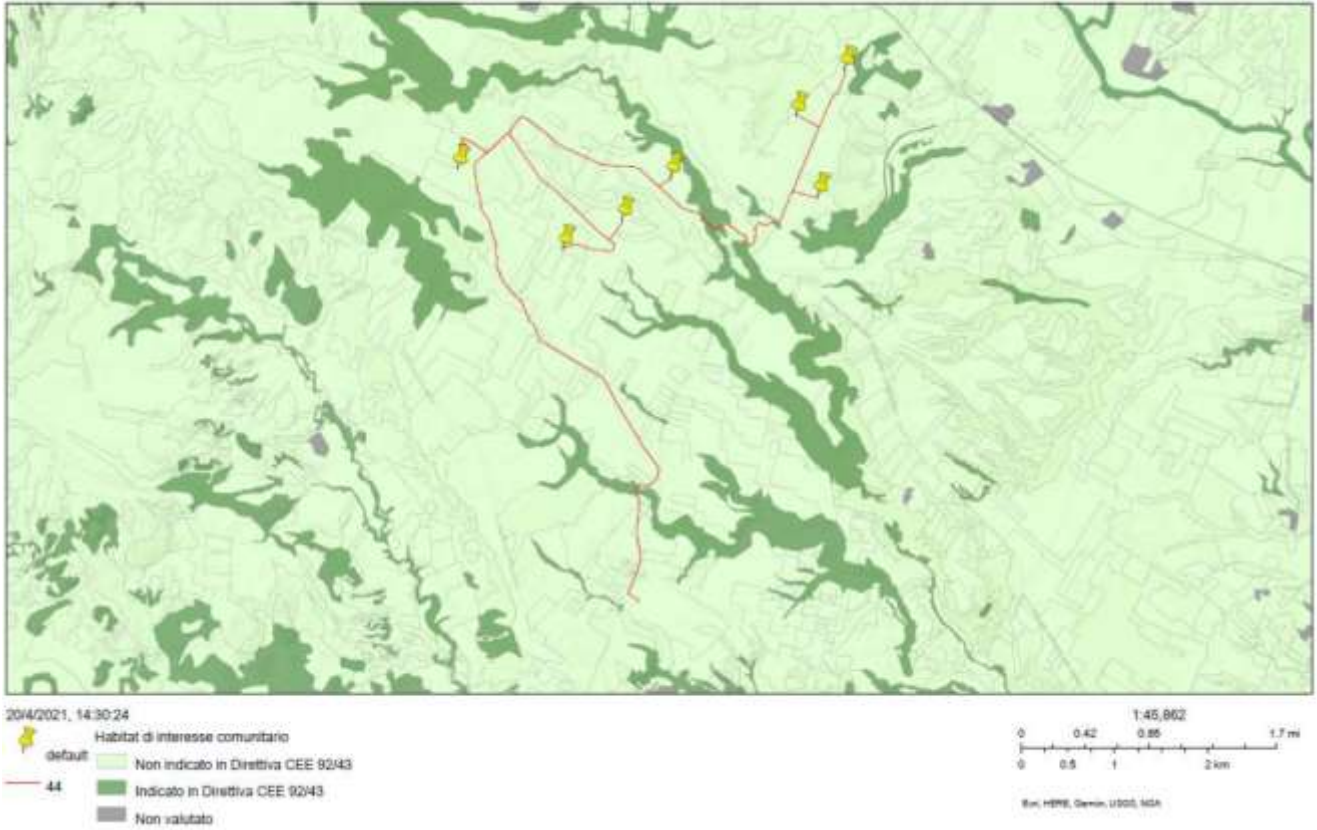 20/4/2021, 14:30:24
Habitat di interesse comunitario
default
Non indicato in Direttiva CEE 92/43
44
Indicato in Direttiva CEE 92/43
Non valutato
1:45,862
0 0.42 0.85 1.7 mi
0 0.5 1 2 km
Esri, HERE, Garmin, USGS, NGA